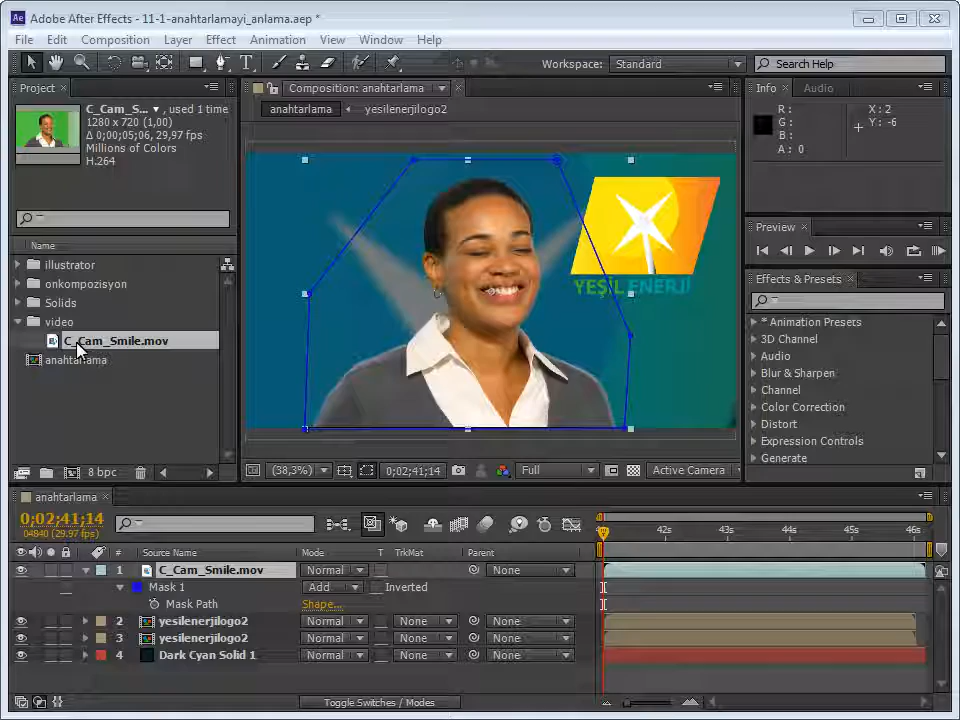 Adobe After Effects - 11-1-anahtarlamayi_anlama.aep *
File Edit Composition Layer Effect Animation View Window Help
Workspace: Standard Search Help
Project
C_Cam_S... , used 1 time
1280 x 720 (1,00)
Δ 0;00;05;06, 29,97 fps
Millions of Colors
H.264
Name
illustrator
onkompozisyon
Solids
video
C_Cam_Smile.mov
anahtarlama
8 bpc
Composition: anahtarlama
anahtarlama yesilenerjilogo2
YEŞİL ENERJİ
(38,3%) 0;02;41;14 Full Active Camera
Info Audio
R: X: 2
G: Y: -6
B:
A: 0
Preview
Effects & Presets
* Animation Presets
3D Channel
Audio
Blur & Sharpen
Channel
Color Correction
Distort
Expression Controls
Generate
anahtarlama
0;02;41;14
04840 (29.97 fps)
42s 43s 44s 45s 46s
# Source Name Mode T TrkMat Parent
1 C_Cam_Smile.mov Normal None
Mask 1 Add Inverted
Mask Path Shape...
2 yesilenerjilogo2 Normal None None
3 yesilenerjilogo2 Normal None None
4 Dark Cyan Solid 1 Normal None None
Toggle Switches / Modes